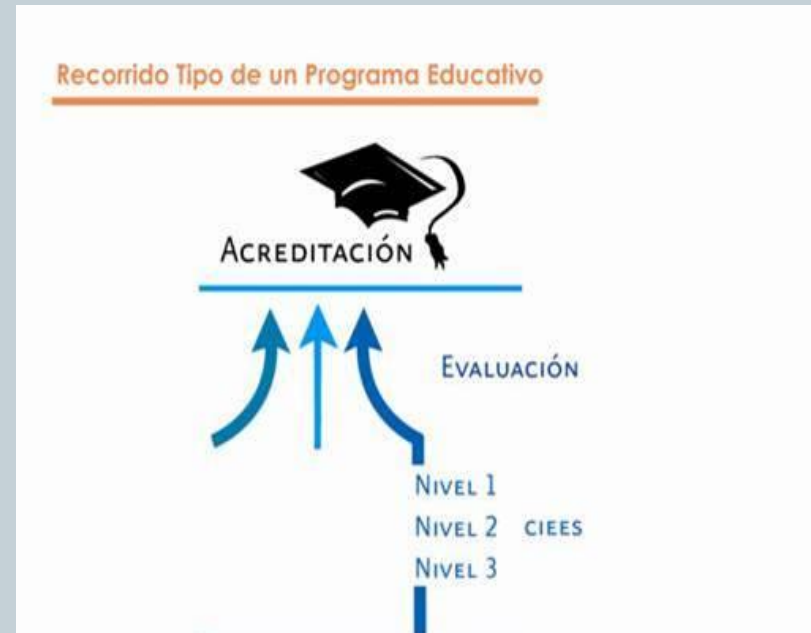 Recorrido Tipo de un Programa Educativo
ACREDITACIÓN
EVALUACIÓN
NIVEL 1
NIVEL 2 CIEES
NIVEL 3